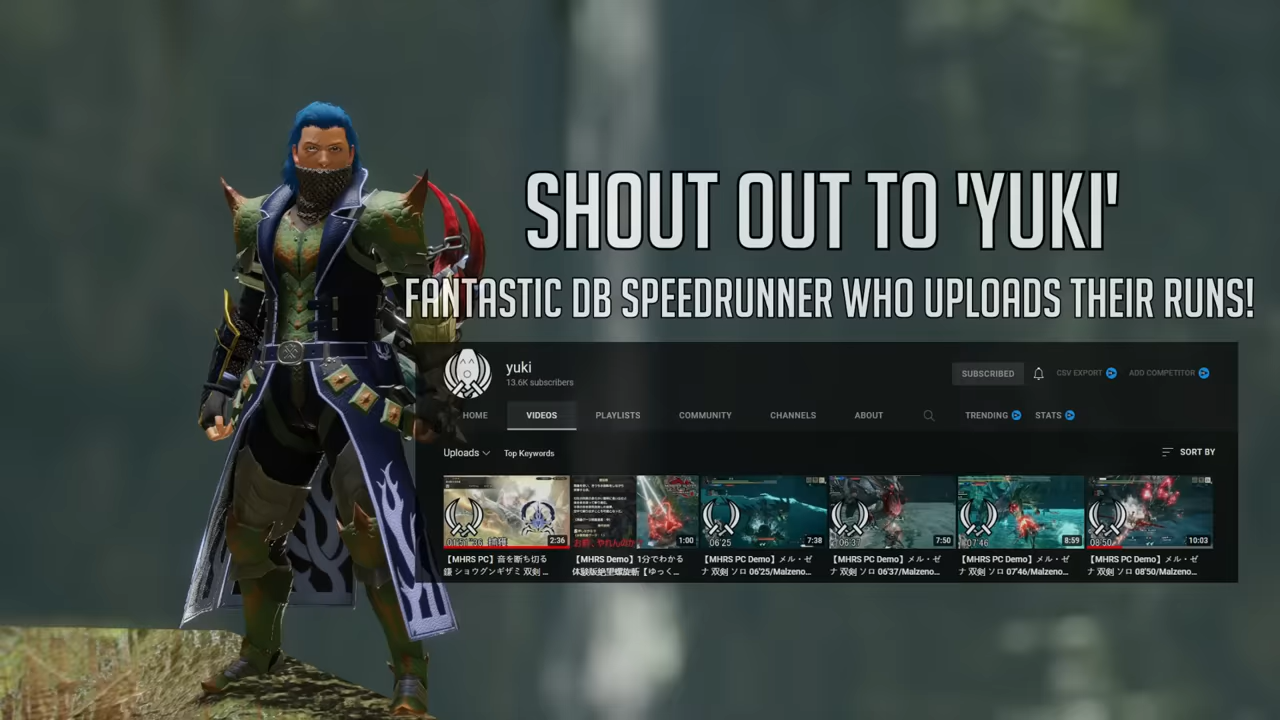 SHOUT OUT TO 'YUKI'
FANTASTIC DB SPEEDRUNNER WHO UPLOADS THEIR RUNS!
yuki
13.6K subscribers
SUBSCRIBED
CSV EXPORT
ADD COMPETITOR
HOME VIDEOS PLAYLISTS COMMUNITY CHANNELS ABOUT TRENDING STATS
Uploads Top Keywords
SORT BY
2:36
1:00
06'25
7:38
06'37
7:50
07'46
8:59
08'50
10:03
【MHRS PC】音を断ち切る
鎌 ショウグンギザミ 双剣 ...
【MHRS Demo】1分でわかる
体験版絶望螺旋斬【ゆっく...
【MHRS PC Demo】メル・ゼ
ナ 双剣 ソロ 06'25/Malzeno...
【MHRS PC Demo】メル・ゼ
ナ 双剣 ソロ 06'37/Malzeno...
【MHRS PC Demo】メル・ゼ
ナ 双剣 ソロ 07'46/Malzeno...
【MHRS PC Demo】メル・ゼ
ナ 双剣 ソロ 08'50/Malzeno...